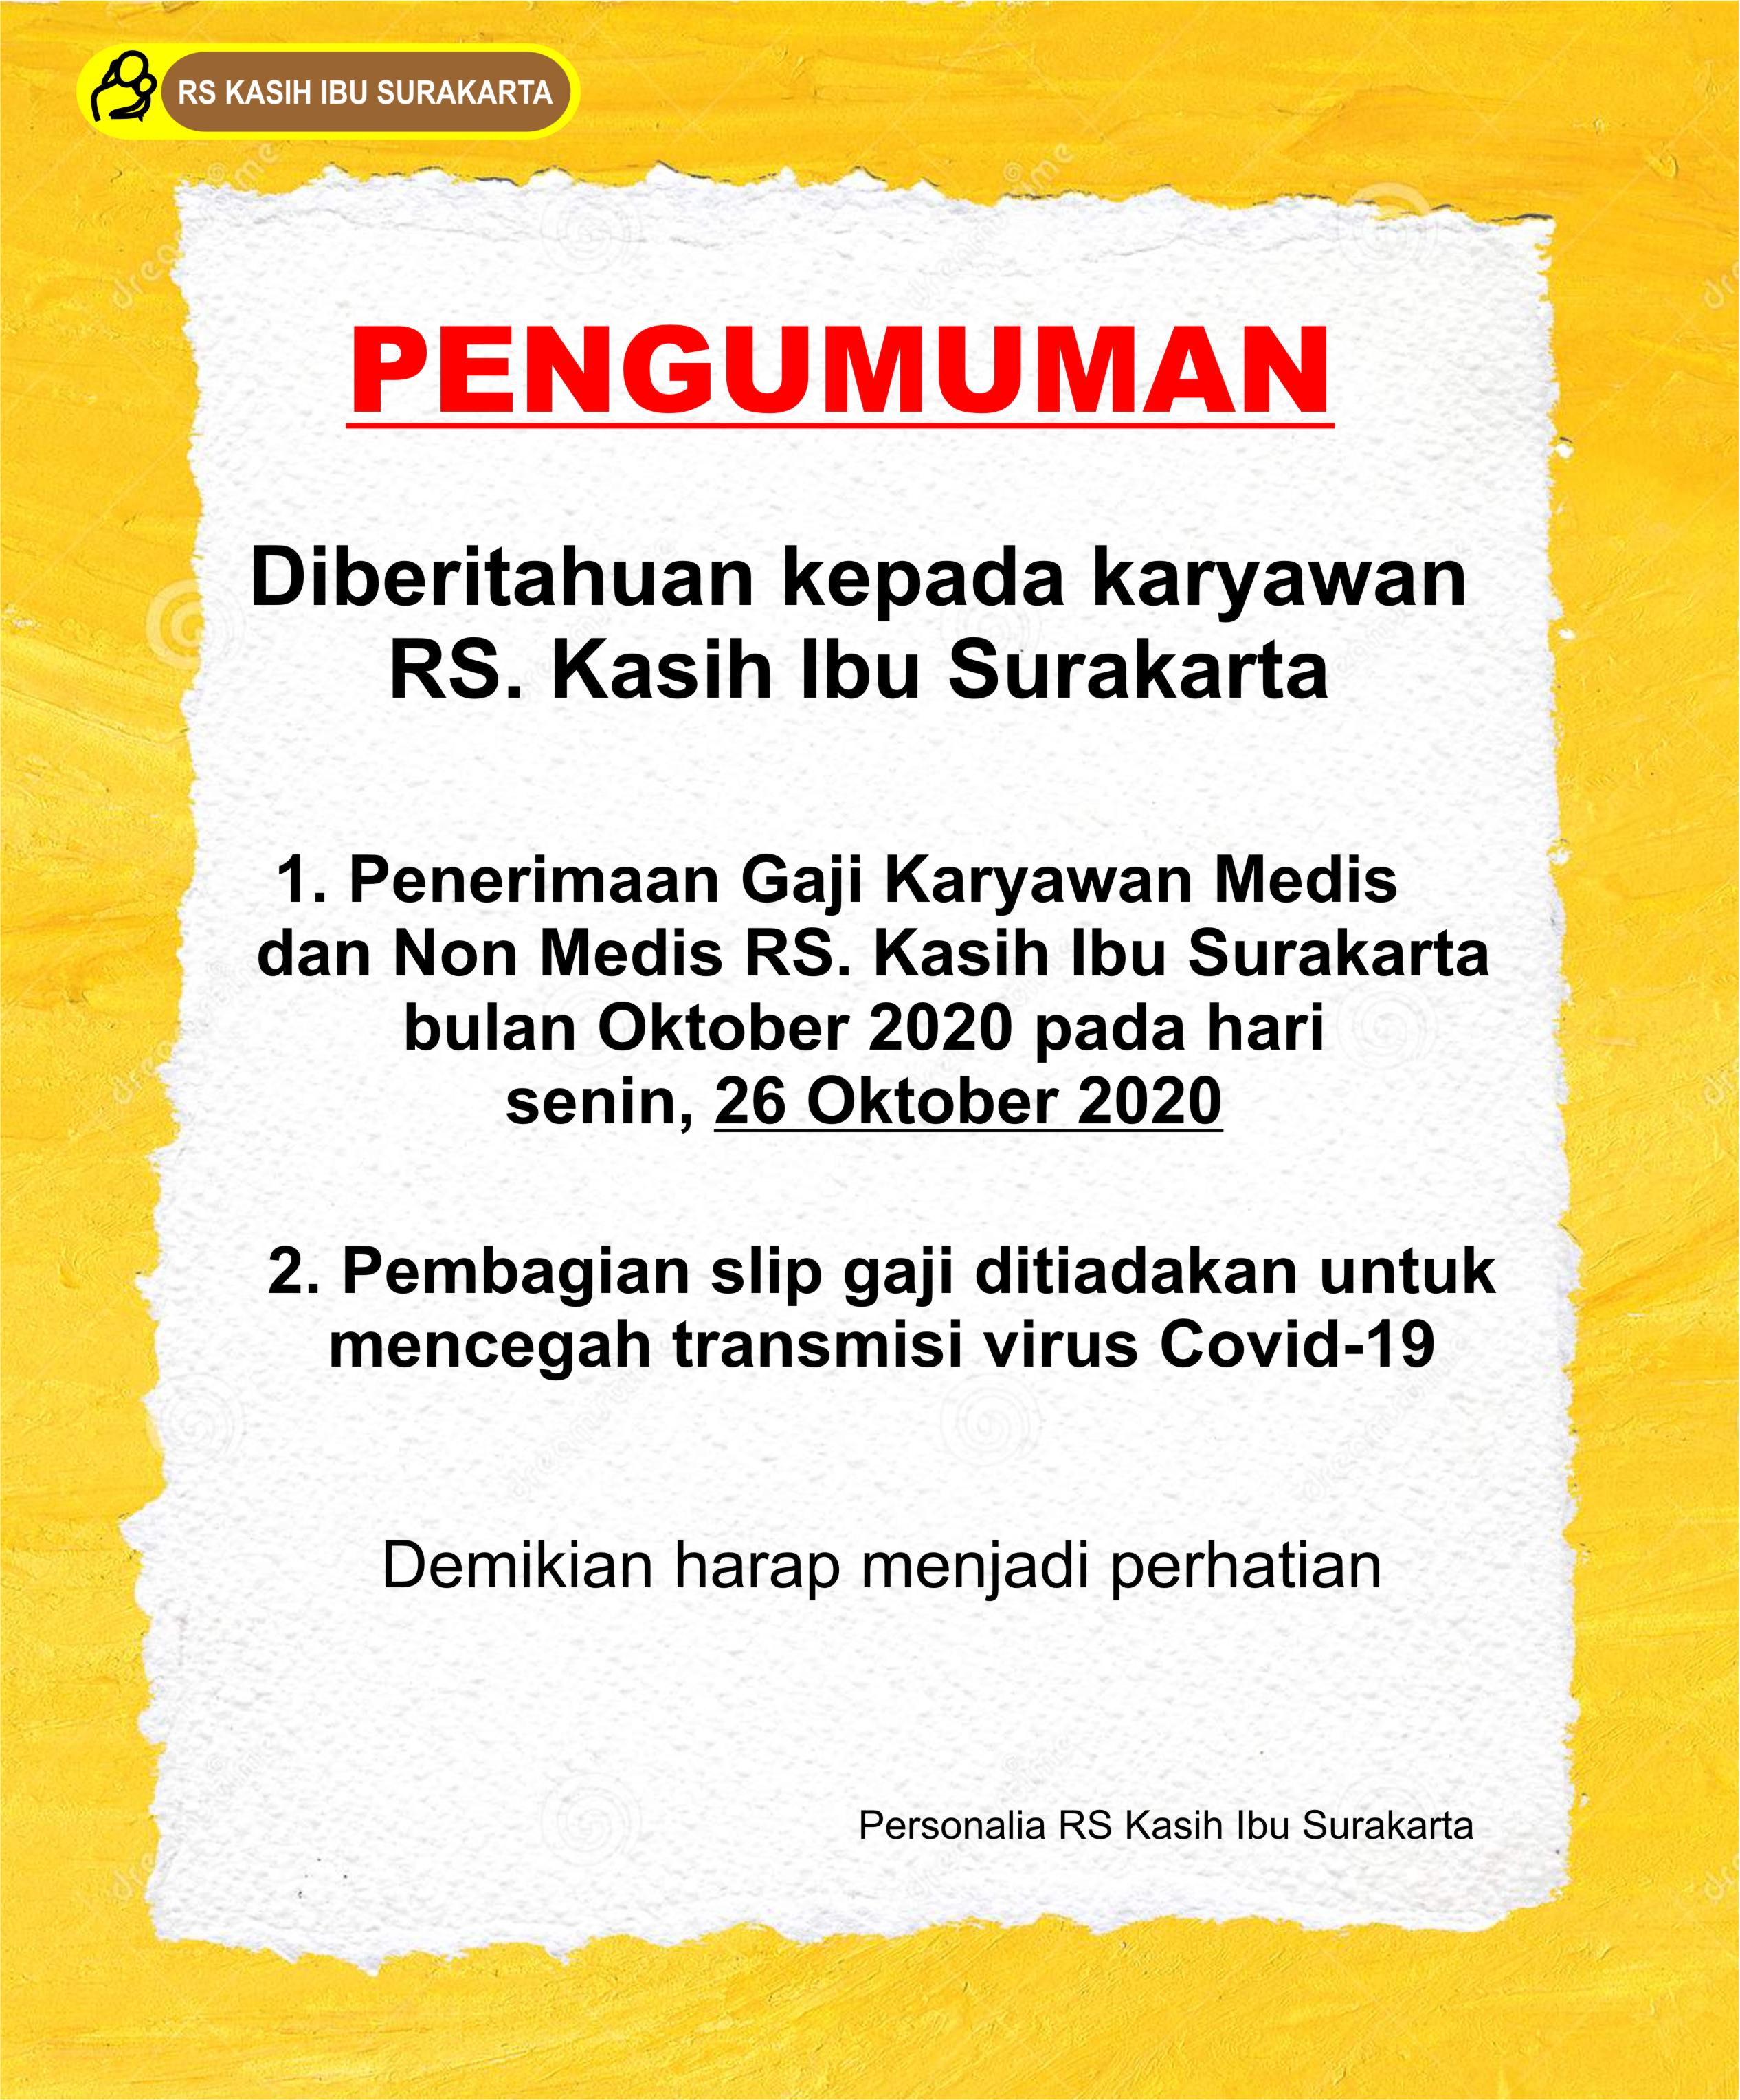 RS KASIH IBU SURAKARTA
PENGUMUMAN
Diberitahuan kepada karyawan
RS. Kasih Ibu Surakarta
1. Penerimaan Gaji Karyawan Medis
dan Non Medis RS. Kasih Ibu Surakarta
bulan Oktober 2020 pada hari
senin, 26 Oktober 2020
2. Pembagian slip gaji ditiadakan untuk
mencegah transmisi virus Covid-19
Demikian harap menjadi perhatian
Personalia RS Kasih Ibu Surakarta